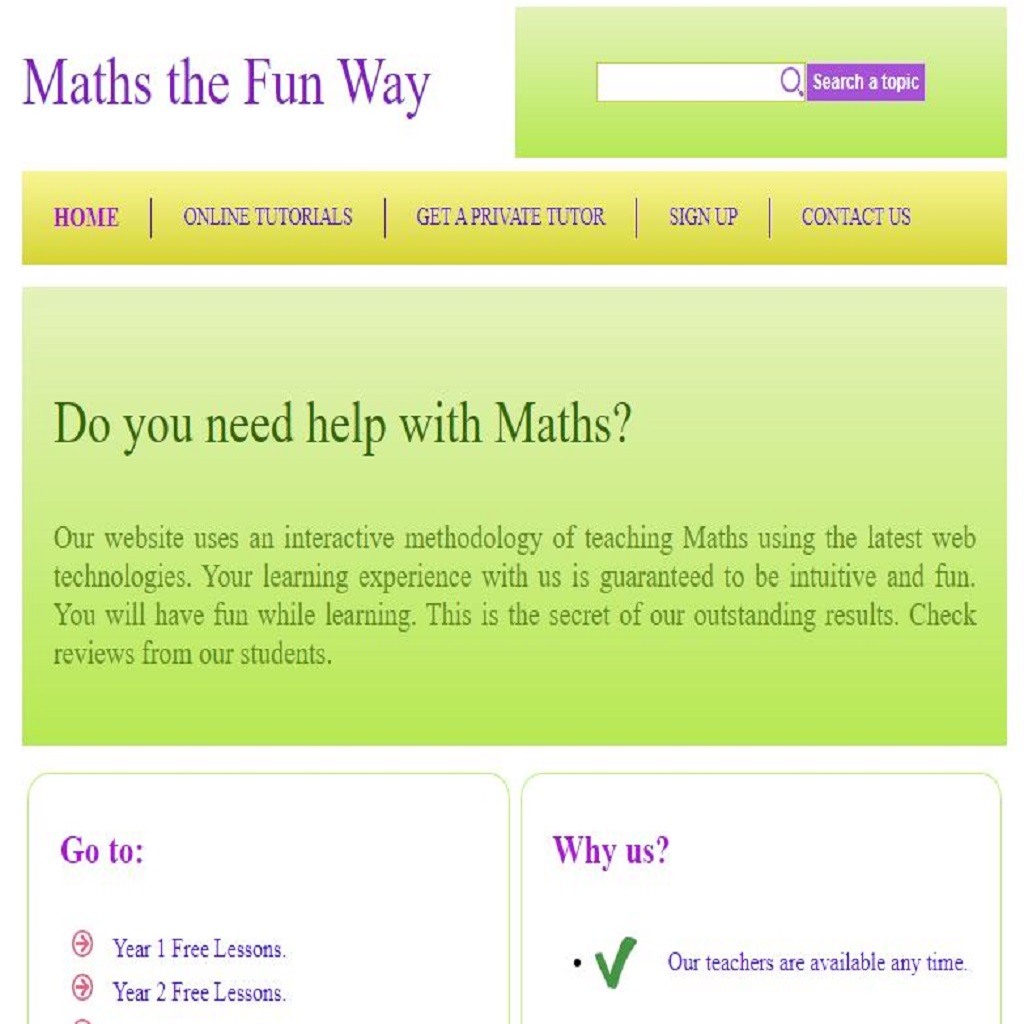 Maths the Fun Way
Search a topic
HOME
ONLINE TUTORIALS
GET A PRIVATE TUTOR
SIGN UP
CONTACT US
Do you need help with Maths?
Our website uses an interactive methodology of teaching Maths using the latest web
technologies. Your learning experience with us is guaranteed to be intuitive and fun.
You will have fun while learning. This is the secret of our outstanding results. Check
reviews from our students.
Go to:
Year 1 Free Lessons.
Year 2 Free Lessons.
Why us?
Our teachers are available any time.